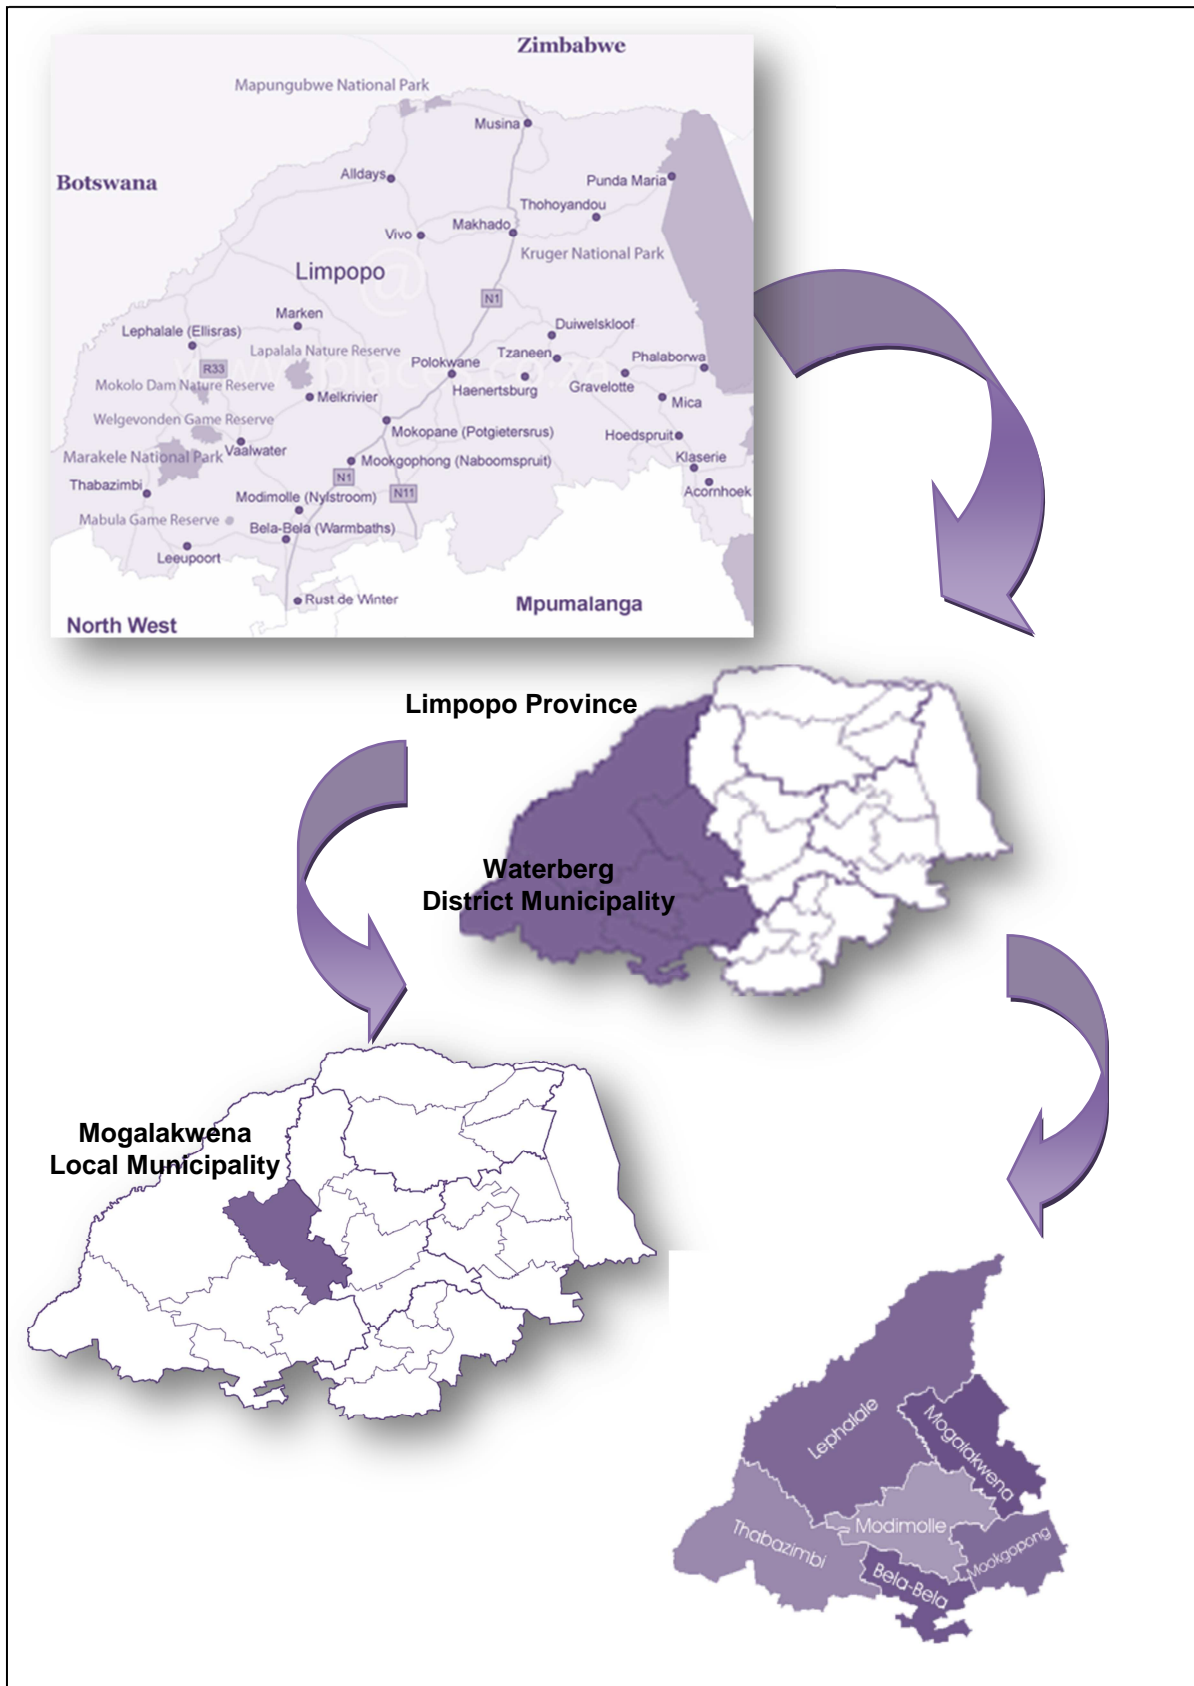 Zimbabwe
Mapungubwe National Park
Musina
Botswana
Alldays
Punda Maria
Thohoyandou
Vivo
Makhado
Kruger National Park
Limpopo
@
N1
Marken
Lephalale (Ellisras)
Duiwelskloof
Lapalala Nature Reserve
Tzaneen
Phalaborwa
R33
Polokwane
Mokolo Dam Nature Reserve
Haenertsburg
Gravelotte
Melkrivier
Mica
Welgevonden Game Reserve
Mokopane (Potgietersrus)
Hoedspruit
Vaalwater
Marakele National Park
Mookgophong (Naboomspruit)
Klaserie
N1
Thabazimbi
Modimolle (Nylstroom)
N11
Acornhoek
Mabula Game Reserve
Bela-Bela (Warmbaths)
Leeupoort
Rust de Winter
Mpumalanga
North West
Limpopo Province
Waterberg
District Municipality
Mogalakwena
Local Municipality
Lephalale
Mogalakwena
Modimolle
Thabazimbi
Mookgopong
Bela-Bela